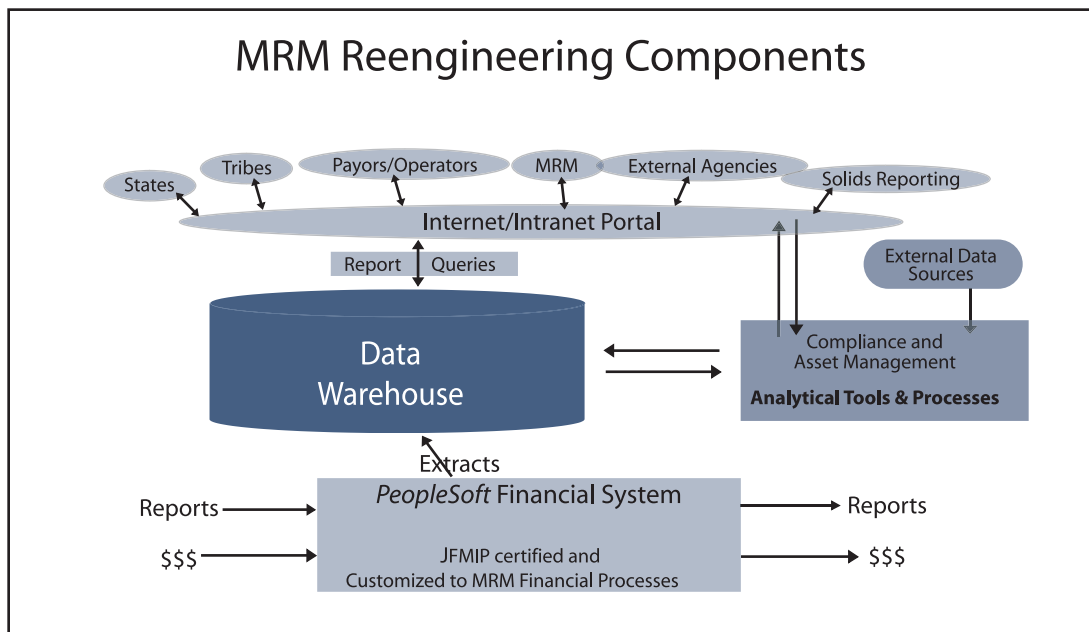 MRM Reengineering Components
States
Tribes
Payors/Operators
MRM
External Agencies
Solids Reporting
Internet/Intranet Portal
Report
Queries
External Data
Sources
Data
Warehouse
Compliance and
Asset Management
Analytical Tools & Processes
Extracts
PeopleSoft Financial System
Reports
Reports
$$$
$$$
JFMIP certified and
Customized to MRM Financial Processes